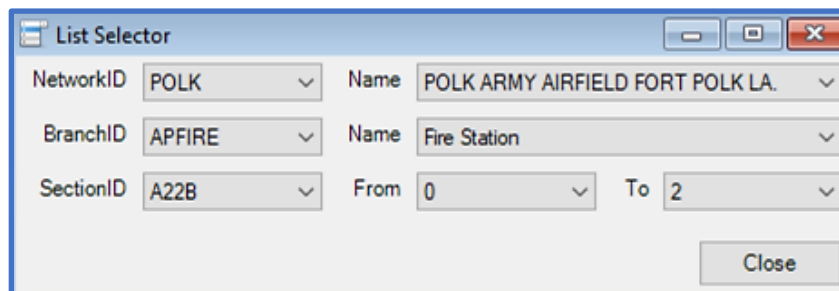 List Selector
NetworkID POLK Name POLK ARMY AIRFIELD FORT POLK LA.
BranchID APFIRE Name Fire Station
SectionID A22B From 0 To 2
Close